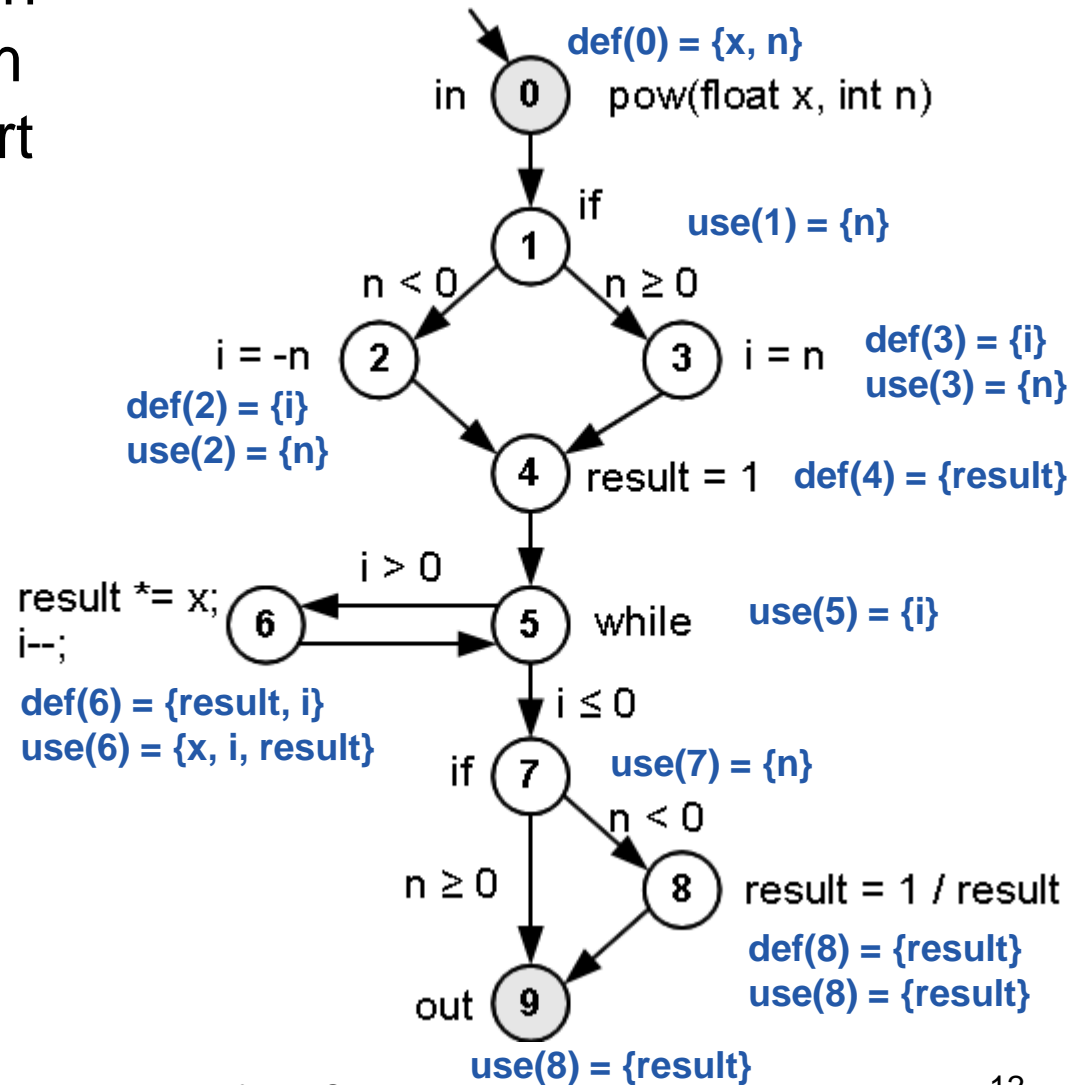 def(0) = {x, n}
in 0 pow(float x, int n)
rt
if
use(1) = {n}
1
n < 0 n ≥ 0
i = -n 2
3 i = n
def(3) = {i}
use(3) = {n}
def(2) = {i}
use(2) = {n}
4 result = 1 def(4) = {result}
i > 0
result *= x;
i--;
6
5 while use(5) = {i}
def(6) = {result, i}
use(6) = {x, i, result}
i ≤ 0
if 7 use(7) = {n}
n < 0
n ≥ 0
8 result = 1 / result
def(8) = {result}
use(8) = {result}
out 9
use(8) = {result}